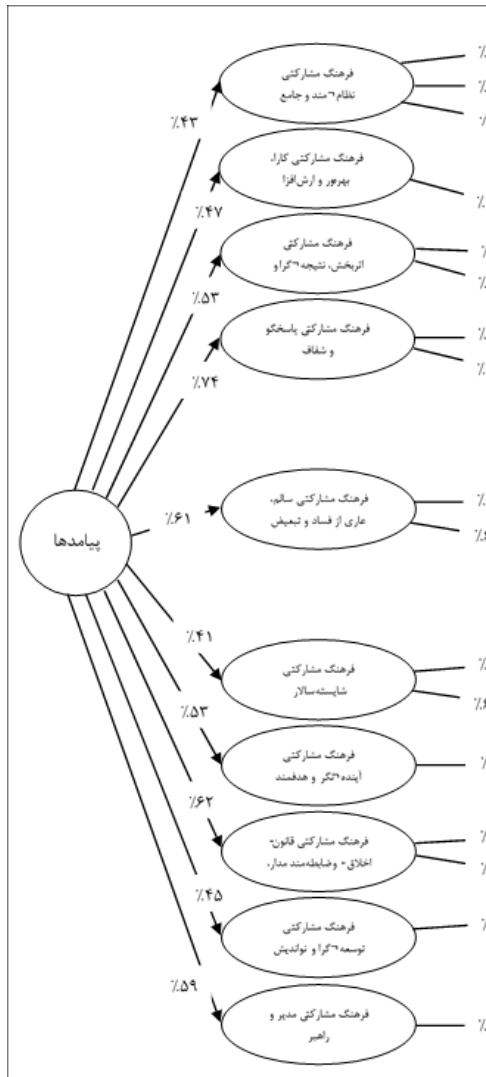 فرهنگ مشارکتی
نظام¬مند و جامع
٪۴۳
فرهنگ مشارکتی کارا،
بهره‌ور و ارزش‌افزا
٪۴۷
فرهنگ مشارکتی
اثربخش، نتیجه¬گرا و
٪۵۳
فرهنگ مشارکتی پاسخگو
و شفاف
٪۷۴
فرهنگ مشارکتی سالم،
عاری از فساد و تبعیض
٪۶۱
پیامدها
٪۴۱
فرهنگ مشارکتی
شایسته‌سالار
٪۵۳
فرهنگ مشارکتی
آینده¬نگر و هدفمند
٪۶۲
فرهنگ مشارکتی قانون-
اخلاق- وضابطه‌مند مدار،
٪۴۵
فرهنگ مشارکتی
توسعه¬گرا و نواندیش
٪۵۹
فرهنگ مشارکتی مدبر و
راهبر